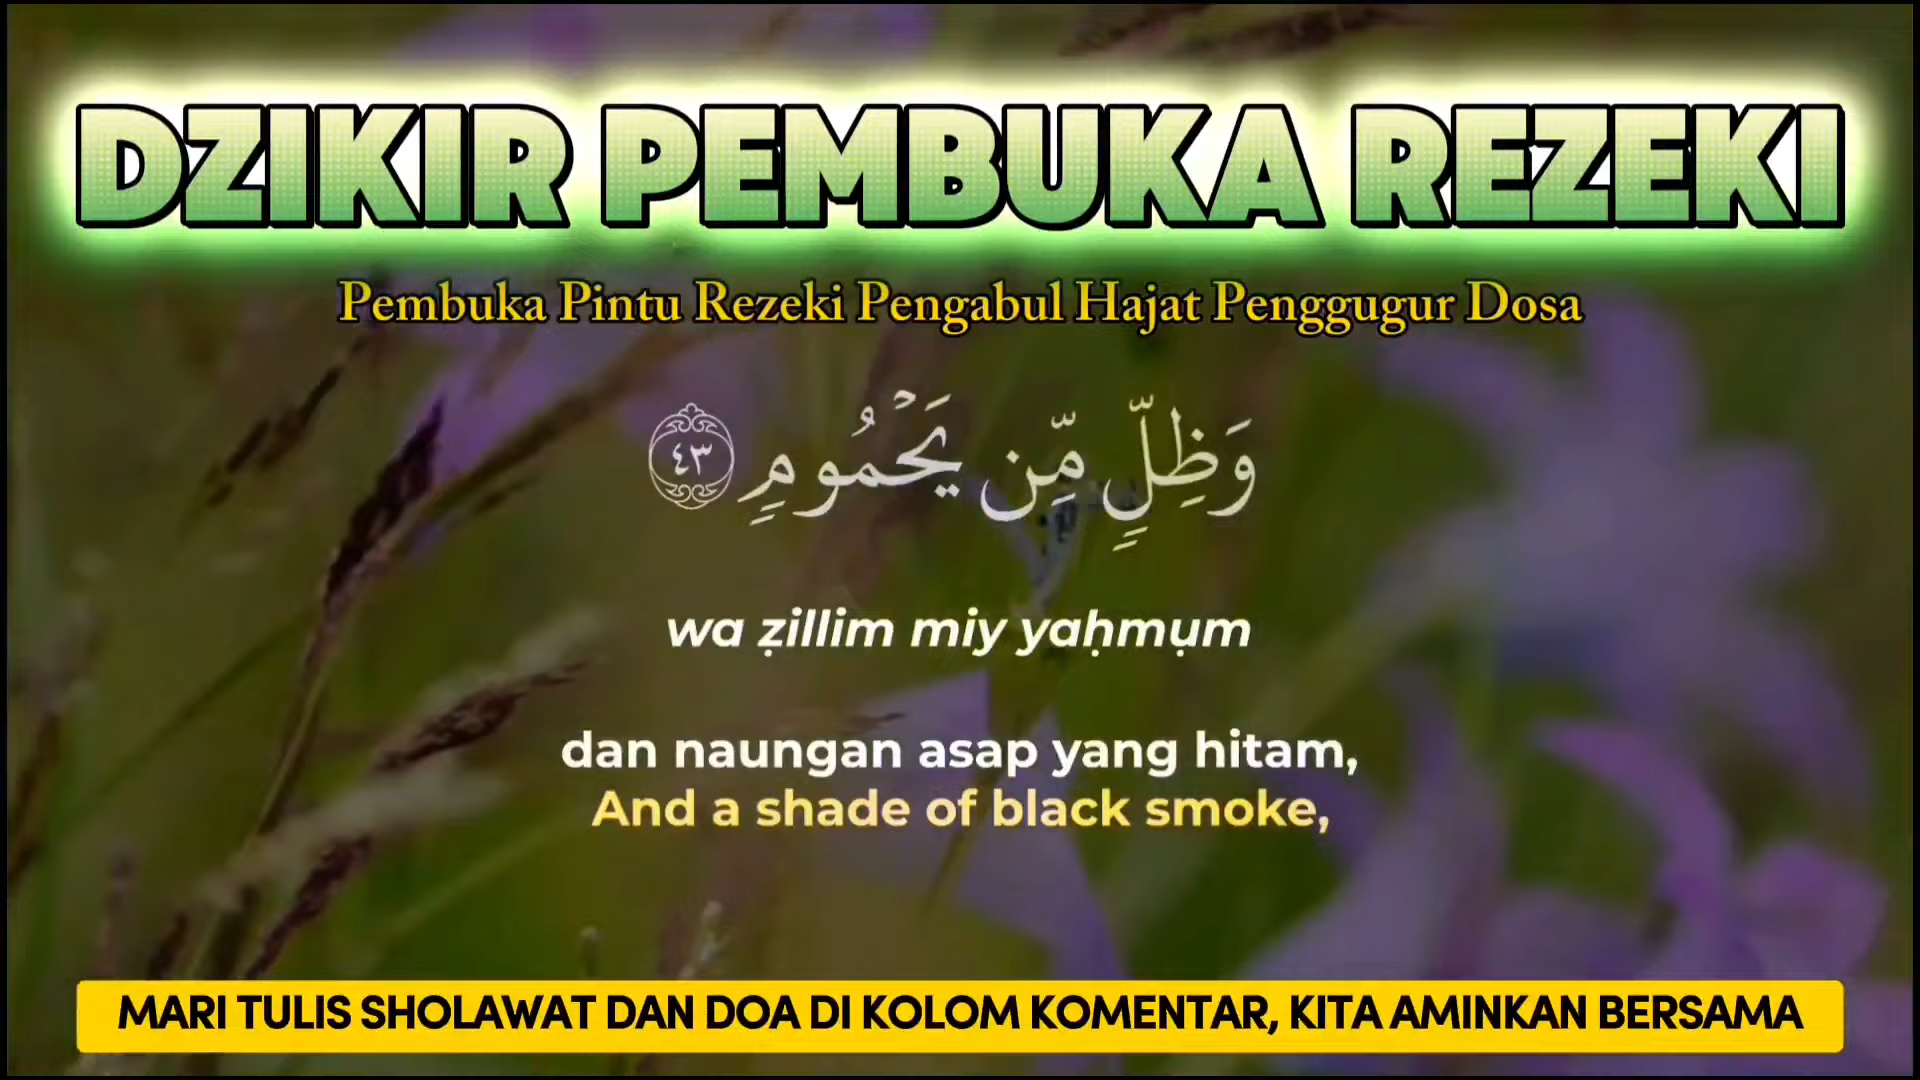 DZIKIR PEMBUKA REZEKI
Pembuka Pintu Rezeki Pengabul Hajat Penggugur Dosa
وَظِلٍّ مِّن يَحْمُومٍ ٤٣
wa ẓillim miy yaḥmụm
dan naungan asap yang hitam,
And a shade of black smoke,
MARI TULIS SHOLAWAT DAN DOA DI KOLOM KOMENTAR, KITA AMINKAN BERSAMA